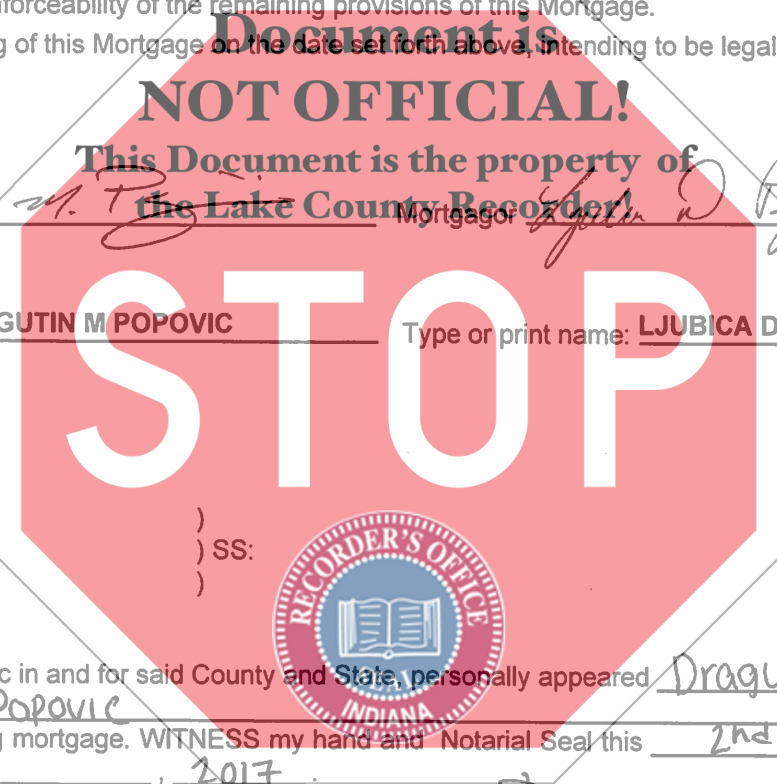 nforceability of the remaining provisions of this Mortgage.
g of this Mortgage on the date set forth above, intending to be legal
Document is
NOT OFFICIAL!
This Document is the property of
the Lake County Recorder!
M. P
Mortgagor
GUTIN M POPOVIC Type or print name: LJUBICA D
STOP
)
) SS:
)
RECORDER'S OFFICE
SEAL
INDIANA
c in and for said County and State, personally appeared Dragu
Popovic
g mortgage. WITNESS my hand and Notarial Seal this 2nd
, 2017